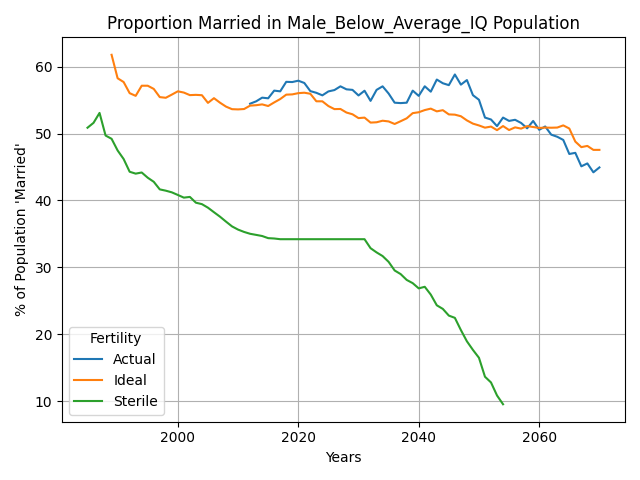 Proportion Married in Male_Below_Average_IQ Population
% of Population 'Married'
60
50
40
30
20
10
Fertility
Actual
Ideal
Sterile
2000 2020 2040 2060
Years